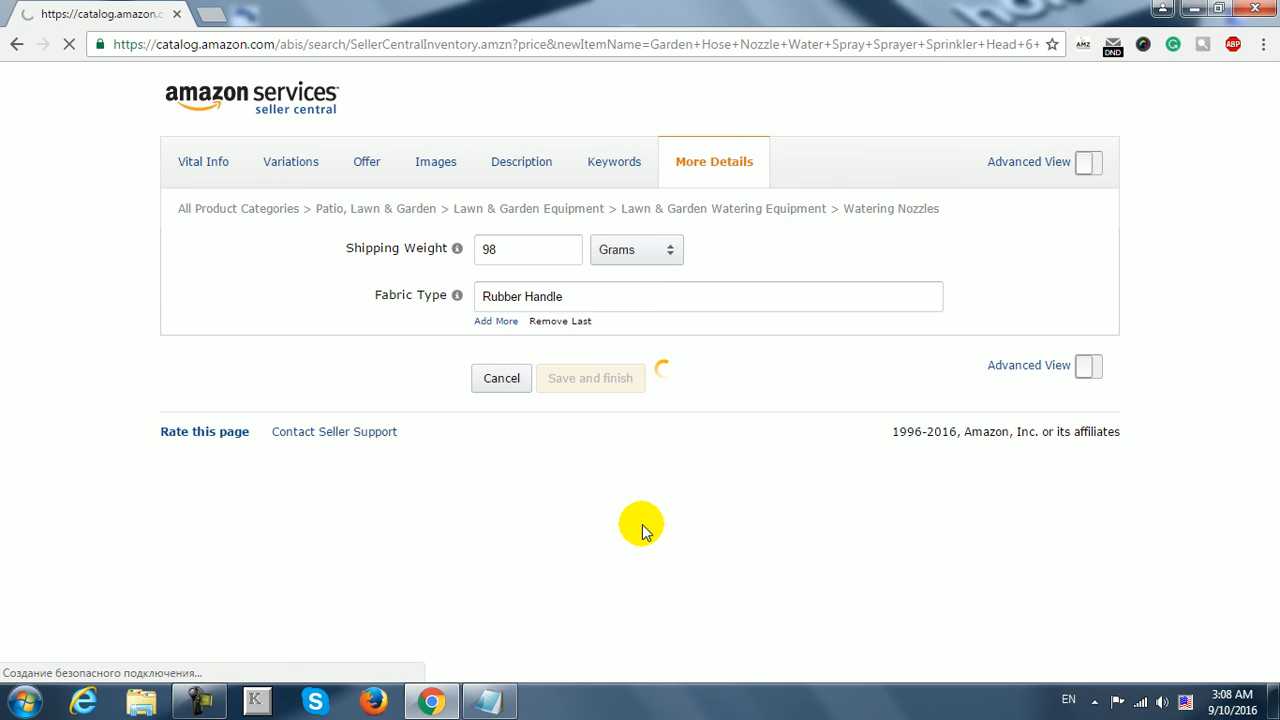 https://catalog.amazon.c
https://catalog.amazon.com/abis/search/SellerCentralInventory.amzn?pare&newItemName=Garden+Hose+Nozzle+Water+Spray+Sprayer+Sprinkler+Head+6+
AMZ
DND
ABP
amazon services
seller central
Vital Info Variations Offer Images Description Keywords More Details Advanced View
All Product Categories > Patio, Lawn & Garden > Lawn & Garden Equipment > Lawn & Garden Watering Equipment > Watering Nozzles
Shipping Weight 98 Grams
Fabric Type Rubber Handle
Add More Remove Last
Cancel Save and finish Advanced View
Rate this page Contact Seller Support 1996-2016, Amazon, Inc. or its affiliates
Создание безопасного подключения...
EN 3:08 AM
9/10/2016